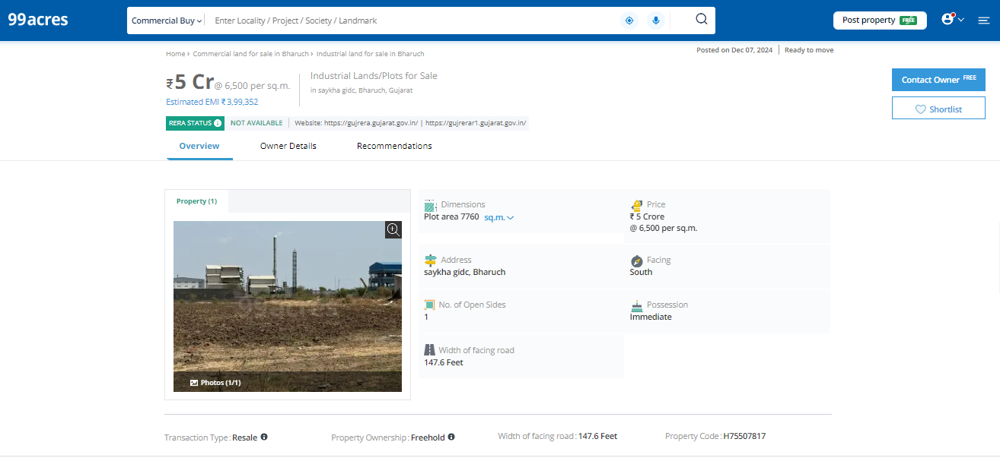 99acres
Commercial Buy
Enter Locality / Project / Society / Landmark
Post property FREE
Home › Commercial land for sale in Bharuch › Industrial land for sale in Bharuch
Posted on Dec 07, 2024 | Ready to move
₹5 Cr @ 6,500 per sq.m.
Estimated EMI ₹3,99,352
Industrial Lands/Plots for Sale
in saykha gidc, Bharuch, Gujarat
Contact Owner FREE
Shortlist
RERA STATUS NOT AVAILABLE Website: https://gujrera.gujarat.gov.in/ | https://gujrerar1.gujarat.gov.in/
Overview Owner Details Recommendations
Property (1)
99acres
Photos (1/1)
Dimensions
Plot area 7760 sq.m.
Price
₹ 5 Crore
@ 6,500 per sq.m.
Address
saykha gidc, Bharuch
Facing
South
No. of Open Sides
1
Possession
Immediate
Width of facing road
147.6 Feet
Transaction Type: Resale
Property Ownership: Freehold
Width of facing road: 147.6 Feet
Property Code: H75507817